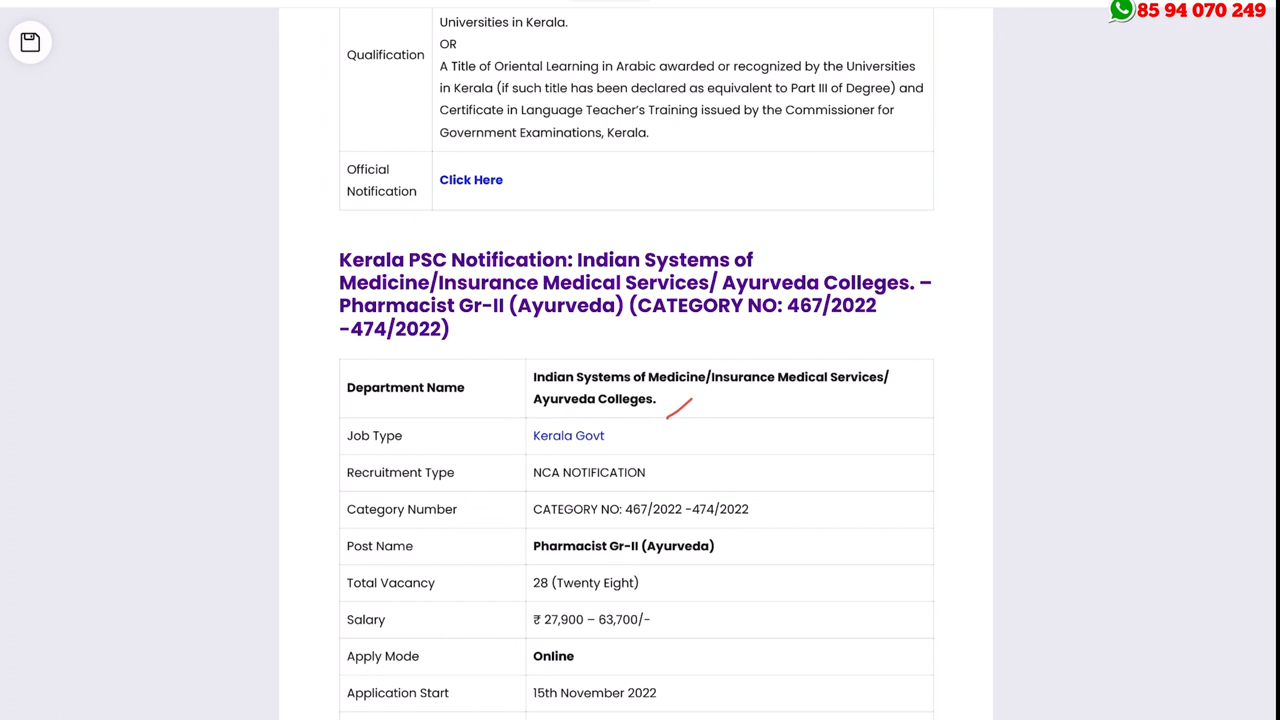 85 94 070 249
Universities in Kerala.
OR
Qualification
A Title of Oriental Learning in Arabic awarded or recognized by the Universities
in Kerala (if such title has been declared as equivalent to Part III of Degree) and
Certificate in Language Teacher's Training issued by the Commissioner for
Government Examinations, Kerala.
Official
Notification
Click Here
Kerala PSC Notification: Indian Systems of
Medicine/Insurance Medical Services/ Ayurveda Colleges. –
Pharmacist Gr-II (Ayurveda) (CATEGORY NO: 467/2022
-474/2022)
Department Name
Indian Systems of Medicine/Insurance Medical Services/
Ayurveda Colleges.
Job Type Kerala Govt
Recruitment Type NCA NOTIFICATION
Category Number CATEGORY NO: 467/2022 -474/2022
Post Name Pharmacist Gr-II (Ayurveda)
Total Vacancy 28 (Twenty Eight)
Salary ₹ 27,900 – 63,700/-
Apply Mode Online
Application Start 15th November 2022